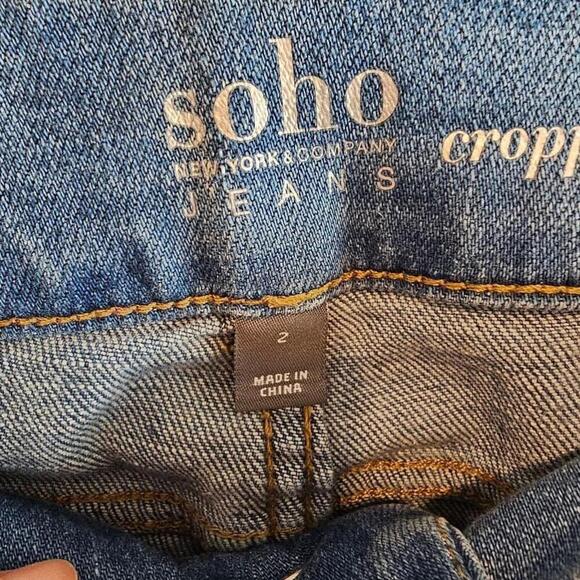 soho
NEW YORK & COMPANY
JEANS
cropp
2
MADE IN
CHINA